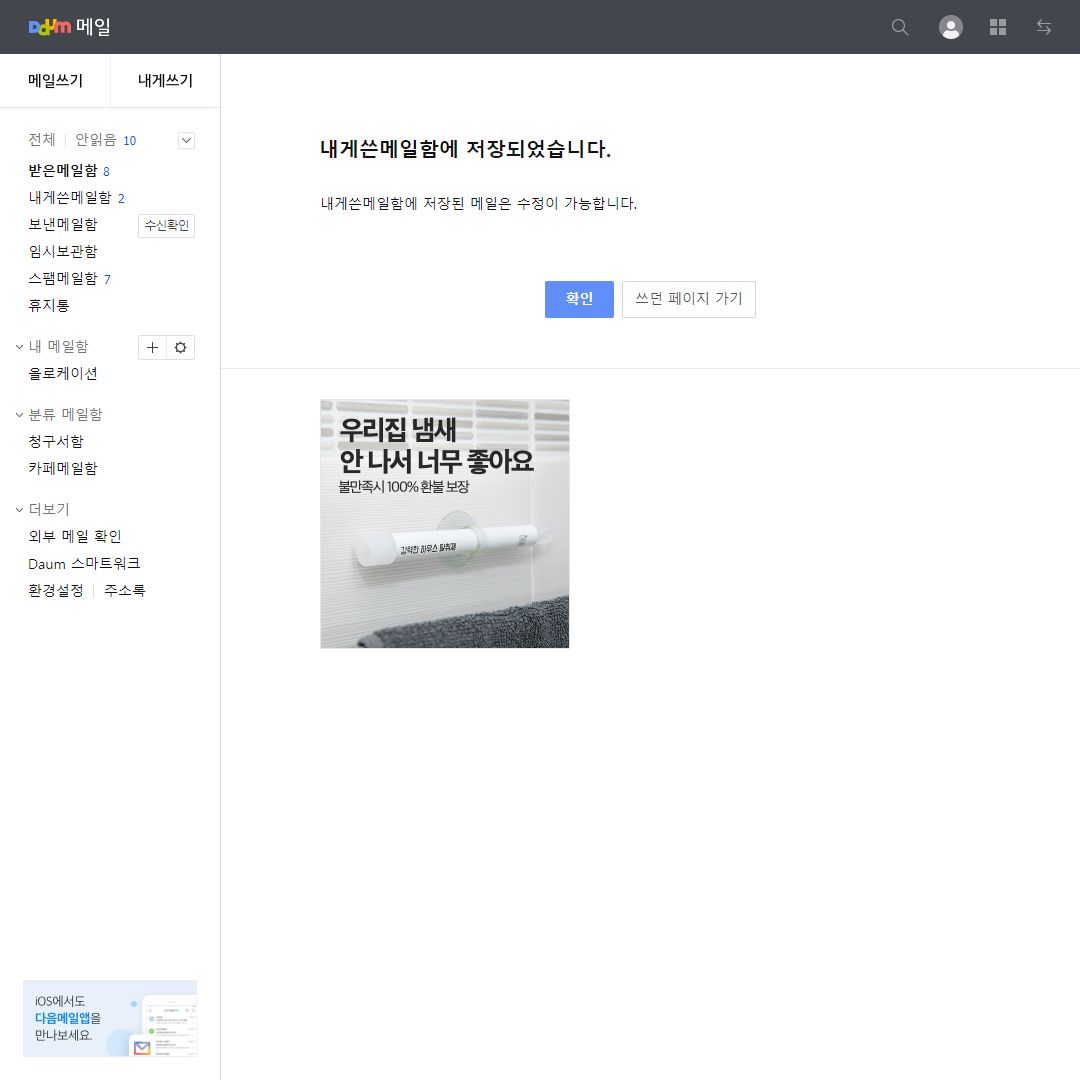 Daum 메일
메일쓰기 내게쓰기
전체 안읽음 10
받은메일함 8
내게쓴메일함 2
보낸메일함 수신확인
임시보관함
스팸메일함 7
휴지통
내 메일함
올로케이션
분류 메일함
청구서함
카페메일함
더보기
외부 메일 확인
Daum 스마트워크
환경설정 주소록
iOS에서도
다음메일앱을
만나보세요.
내게쓴메일함에 저장되었습니다.
내게쓴메일함에 저장된 메일은 수정이 가능합니다.
확인 쓰던 페이지 가기
우리집 냄새
안 나서 너무 좋아요
불만족시 100% 환불 보장
강력한 하우스 탈취제